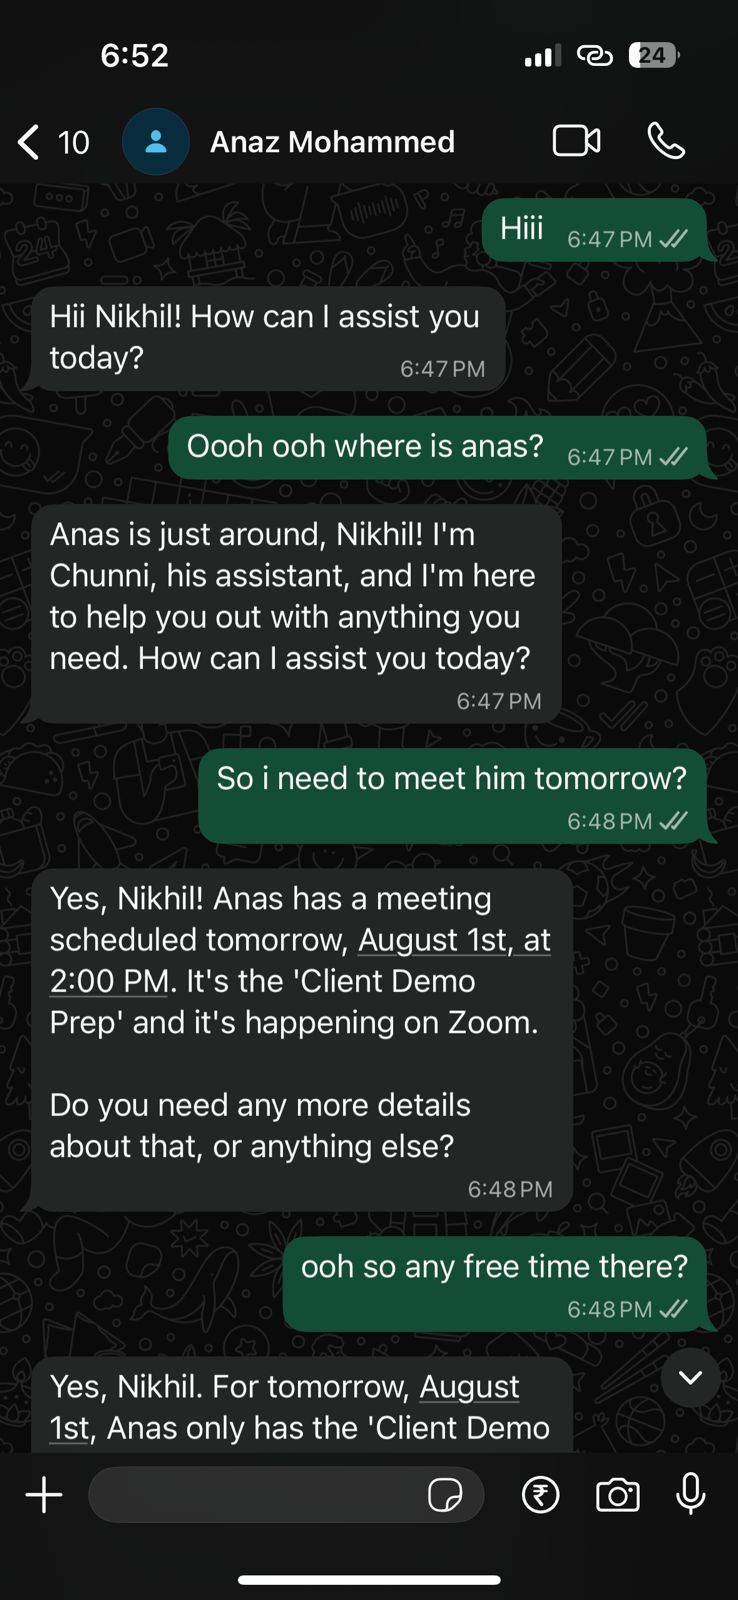 6:52
24
10
Anaz Mohammed
Hiii
6:47 PM
Hii Nikhil! How can I assist you
today?
6:47 PM
Oooh ooh where is anas?
6:47 PM
Anas is just around, Nikhil! I'm
Chunni, his assistant, and I'm here
to help you out with anything you
need. How can I assist you today?
6:47 PM
So i need to meet him tomorrow?
6:48 PM
Yes, Nikhil! Anas has a meeting
scheduled tomorrow, August 1st, at
2:00 PM. It's the 'Client Demo
Prep' and it's happening on Zoom.
Do you need any more details
about that, or anything else?
6:48 PM
ooh so any free time there?
6:48 PM
Yes, Nikhil. For tomorrow, August
1st, Anas only has the 'Client Demo
₹